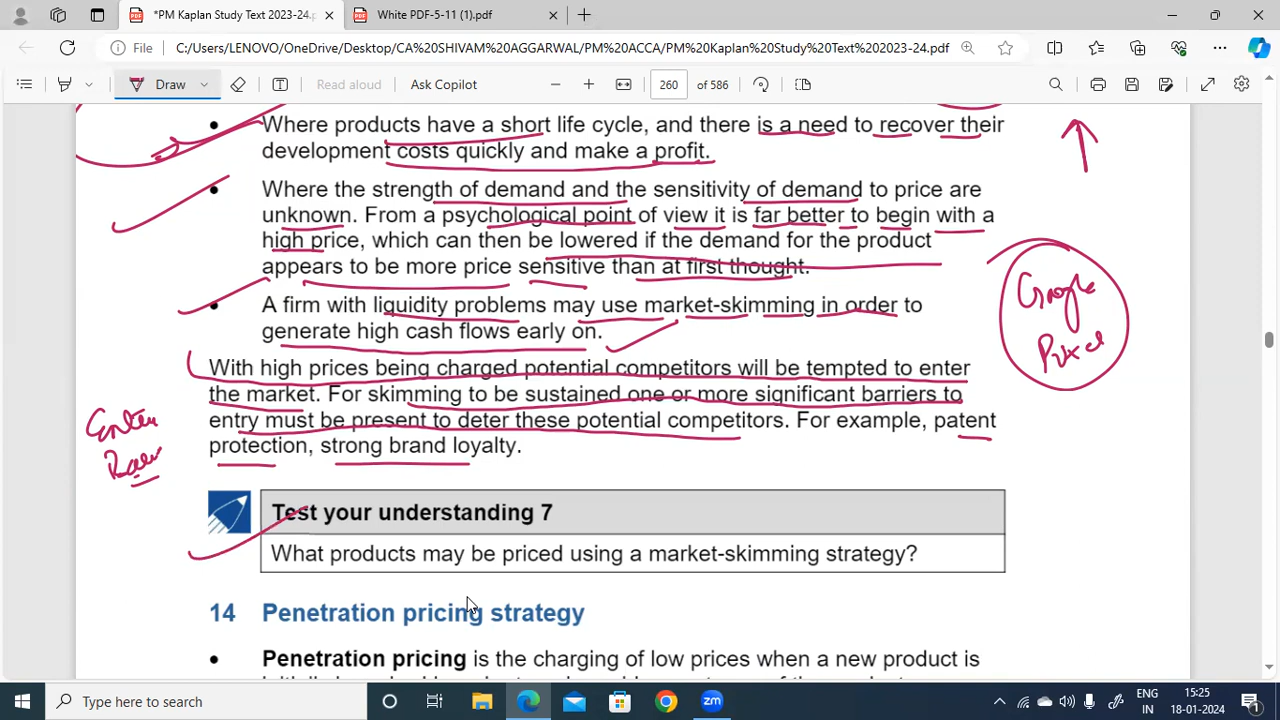 *PM Kaplan Study Text 2023-24.p
White PDF-5-11 (1).pdf
File
C:/Users/LENOVO/OneDrive/Desktop/CA%20SHIVAM%20AGGARWAL/PM%20ACCA/PM%20Kaplan%20Study%20Text%202023-24.pdf
Draw
Read aloud
Ask Copilot
260 of 586
• Where products have a short life cycle, and there is a need to recover their
development costs quickly and make a profit.
• Where the strength of demand and the sensitivity of demand to price are
unknown. From a psychological point of view it is far better to begin with a
high price, which can then be lowered if the demand for the product
appears to be more price sensitive than at first thought.
Google
Pixel
• A firm with liquidity problems may use market-skimming in order to
generate high cash flows early on.
With high prices being charged potential competitors will be tempted to enter
the market. For skimming to be sustained one or more significant barriers to
entry must be present to deter these potential competitors. For example, patent
protection, strong brand loyalty.
Enter
Test your understanding 7
What products may be priced using a market-skimming strategy?
14 Penetration pricing strategy
• Penetration pricing is the charging of low prices when a new product is
Type here to search
zm
ENG
IN
15:25
18-01-2024
1